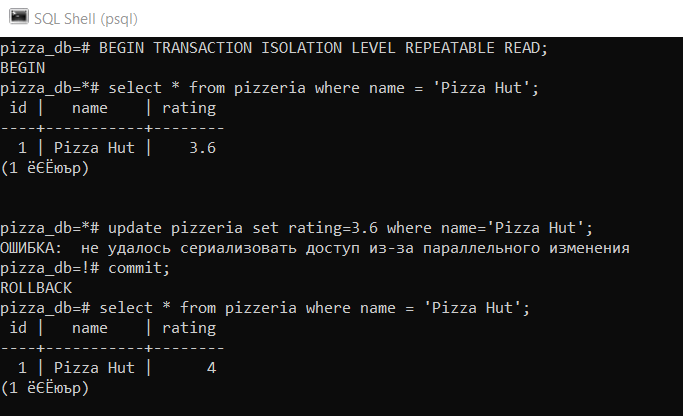 SQL Shell (psql)
pizza_db=# BEGIN TRANSACTION ISOLATION LEVEL REPEATABLE READ;
BEGIN
pizza_db=*# select * from pizzeria where name = 'Pizza Hut';
 id |   name    | rating
----+-----------+--------
  1 | Pizza Hut |    3.6
(1 ёЄЁюър)
pizza_db=*# update pizzeria set rating=3.6 where name='Pizza Hut';
ОШИБКА:  не удалось сериализовать доступ из-за параллельного изменения
pizza_db=!# commit;
ROLLBACK
pizza_db=# select * from pizzeria where name = 'Pizza Hut';
 id |   name    | rating
----+-----------+--------
  1 | Pizza Hut |      4
(1 ёЄЁюър)